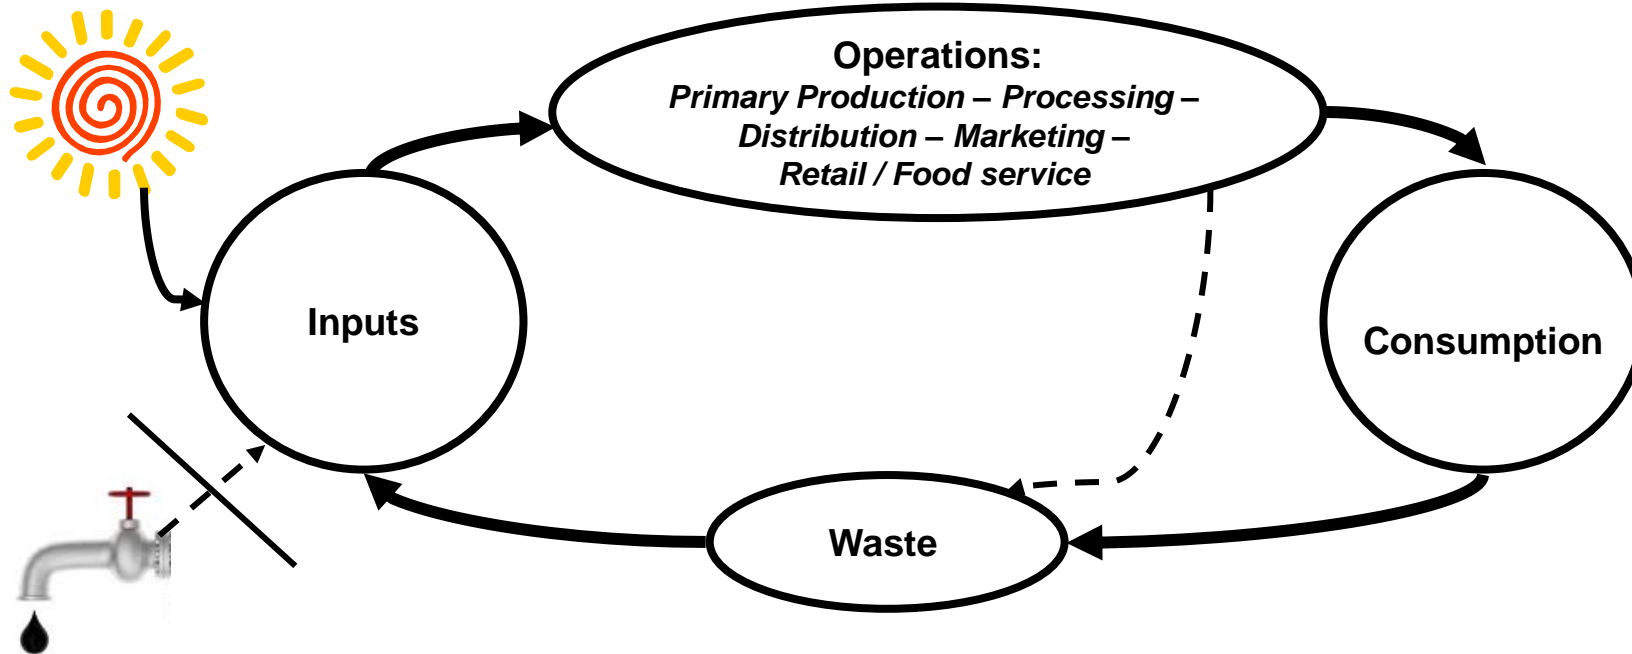 Operations:
Primary Production – Processing –
Distribution – Marketing –
Retail / Food service
Inputs
Consumption
Waste